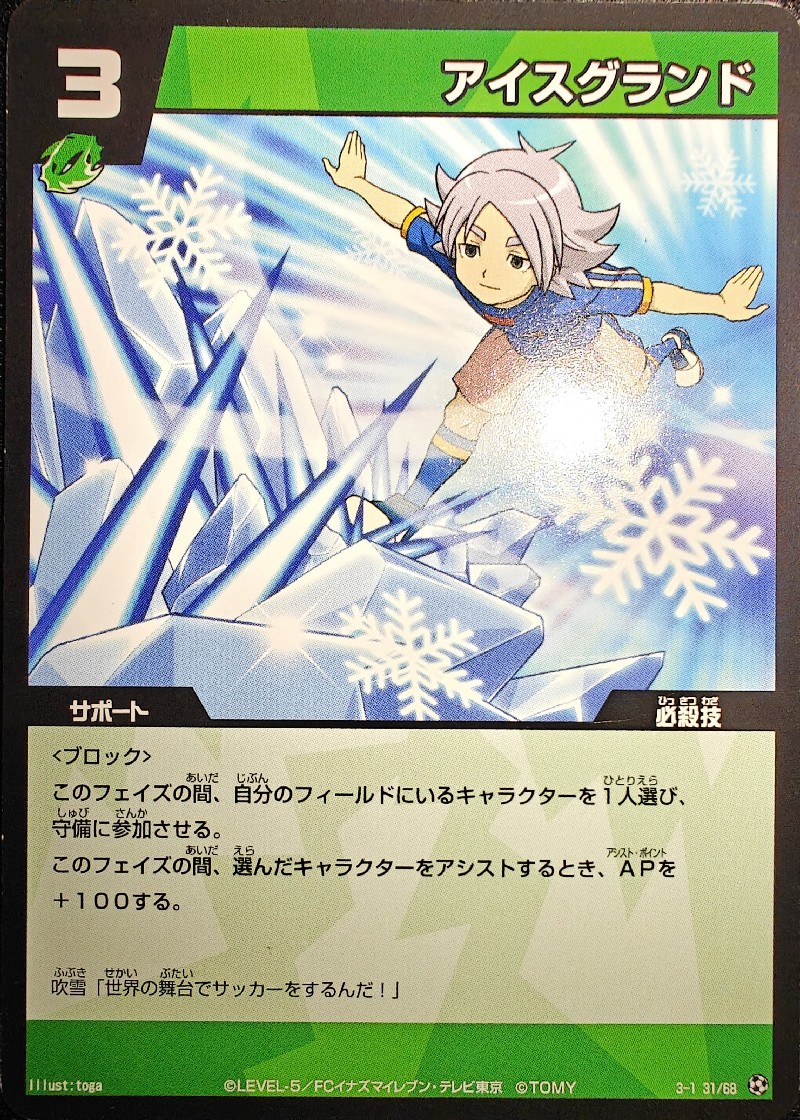 3
アイスグランド
サポート
必殺技
<ブロック>
このフェイズの間、自分のフィールドにいるキャラクターを1人選び、
守備に参加させる。
このフェイズの間、選んだキャラクターをアシストするとき、APを
+100する。
吹雪「世界の舞台でサッカーをするんだ!」
Illust:toga
©LEVEL-5/FCイナズマイレブン・テレビ東京 ©TOMY
3-1 31/68